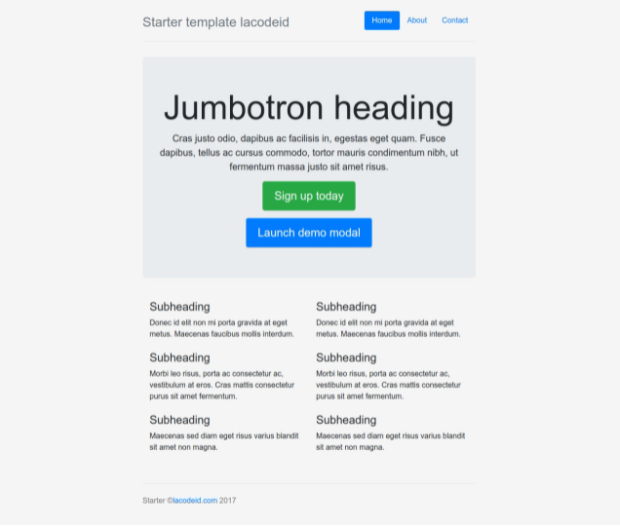 Starter template lacodeid
Home About Contact
Jumbotron heading
Cras justo odio, dapibus ac facilisis in, egestas eget quam. Fusce
dapibus, tellus ac cursus commodo, tortor mauris condimentum nibh, ut
fermentum massa justo sit amet risus.
Sign up today
Launch demo modal
Subheading
Donec id elit non mi porta gravida at eget
metus. Maecenas faucibus mollis interdum.
Subheading
Morbi leo risus, porta ac consectetur ac,
vestibulum at eros. Cras mattis consectetur
purus sit amet fermentum.
Subheading
Maecenas sed diam eget risus varius blandit
sit amet non magna.
Subheading
Donec id elit non mi porta gravida at eget
metus. Maecenas faucibus mollis interdum.
Subheading
Morbi leo risus, porta ac consectetur ac,
vestibulum at eros. Cras mattis consectetur
purus sit amet fermentum.
Subheading
Maecenas sed diam eget risus varius blandit
sit amet non magna.
Starter ©lacodeid.com 2017